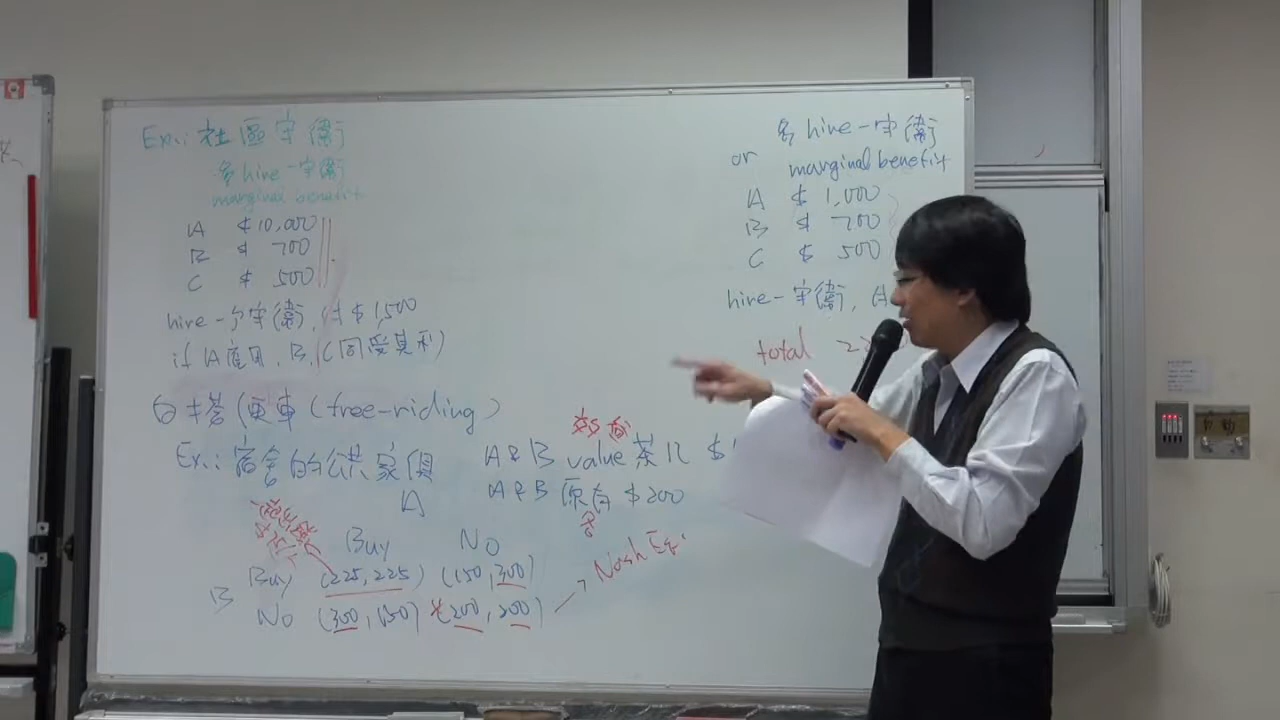 Ex.: 社區守衛
多hire一守衛
marginal benefit
A $10,000
B $ 700
C $ 500
hire一个守衛, 付$1,500
if A雇用, B, C同受其利
白搭便車 (free-riding)
Ex.: 宿舍的公共家俱
A & B 均 value 茶几 $
A & B 原有 $200
各
A
Buy No
B Buy (225, 225) (150, 300)
No (300, 150) * (200, 200) → Nash Eq.
多hire一守衛
or marginal benefit
A $ 1,000
B $ 700
C $ 500
hire一守衛,
total